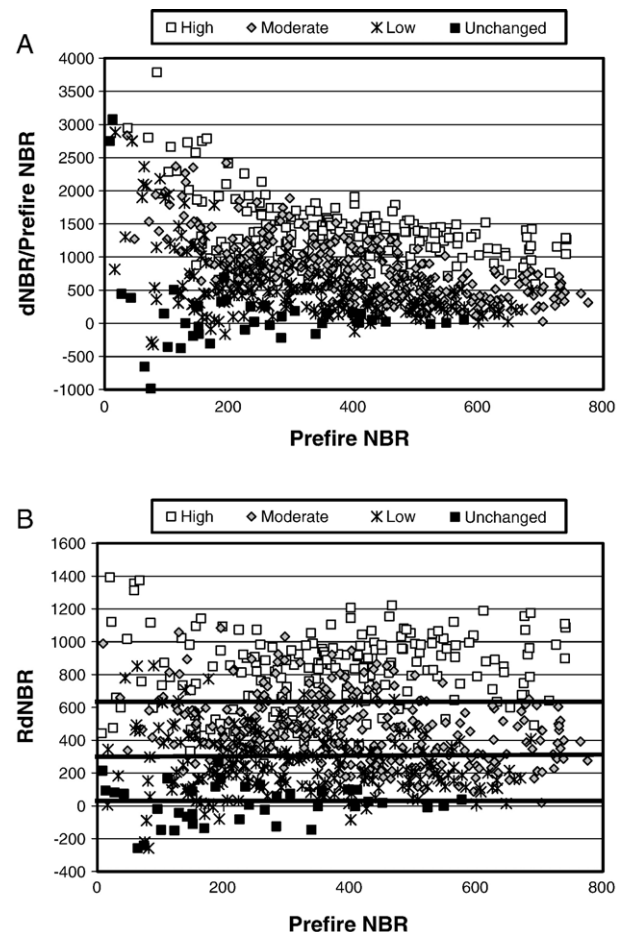 High Moderate Low Unchanged
A
4000
3500
3000
2500
2000
1500
1000
500
0
-500
-1000
dNBR/Prefire NBR
0 200 400 600 800
Prefire NBR
High Moderate Low Unchanged
B
1600
1400
1200
1000
800
600
400
200
0
-200
-400
RdNBR
0 200 400 600 800
Prefire NBR